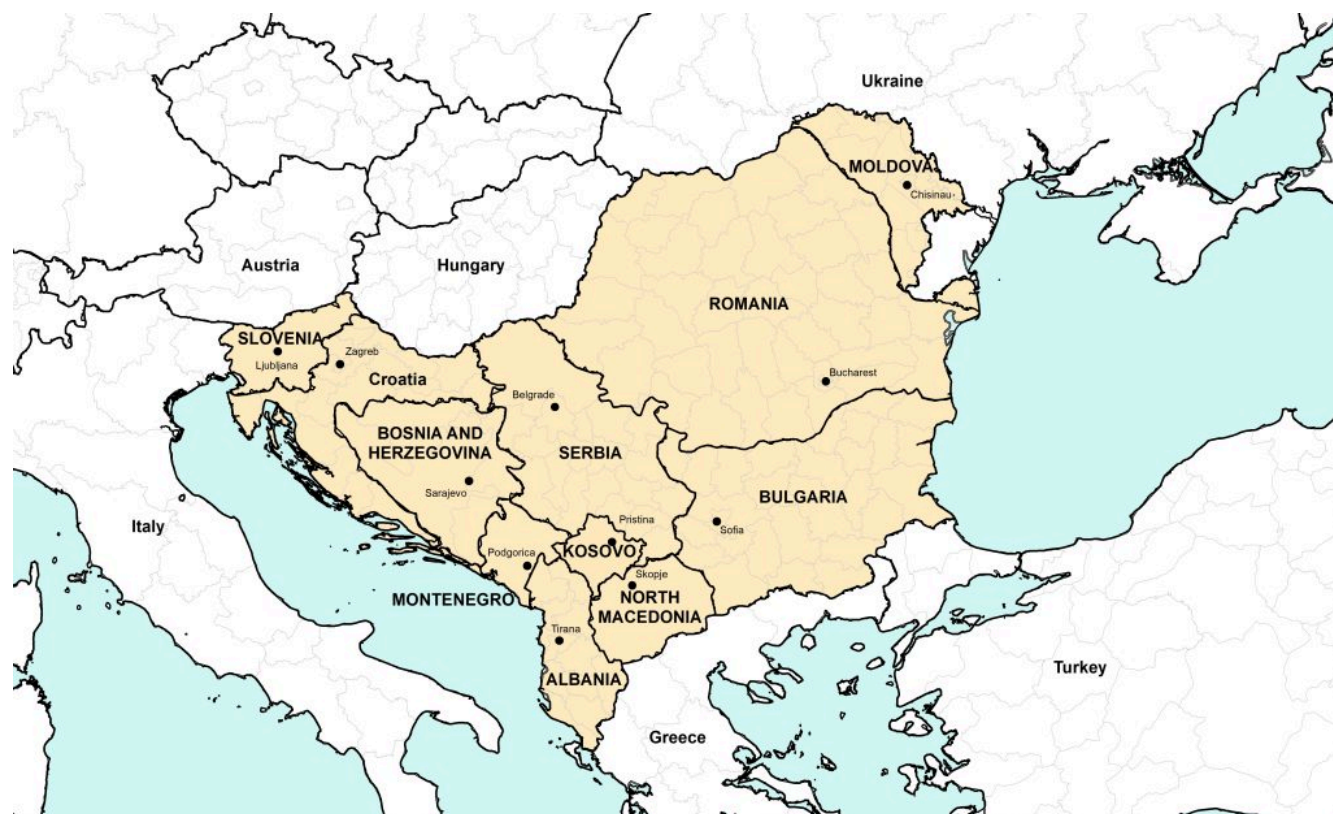 Ukraine
MOLDOVA
Chisinau
Austria
Hungary
ROMANIA
SLOVENIA
Ljubljana
Zagreb
Croatia
Bucharest
Belgrade
BOSNIA AND
HERZEGOVINA
SERBIA
Sarajevo
BULGARIA
Italy
Pristina
Sofia
KOSOVO
Podgorica
Skopje
MONTENEGRO
NORTH
MACEDONIA
Tirana
ALBANIA
Turkey
Greece